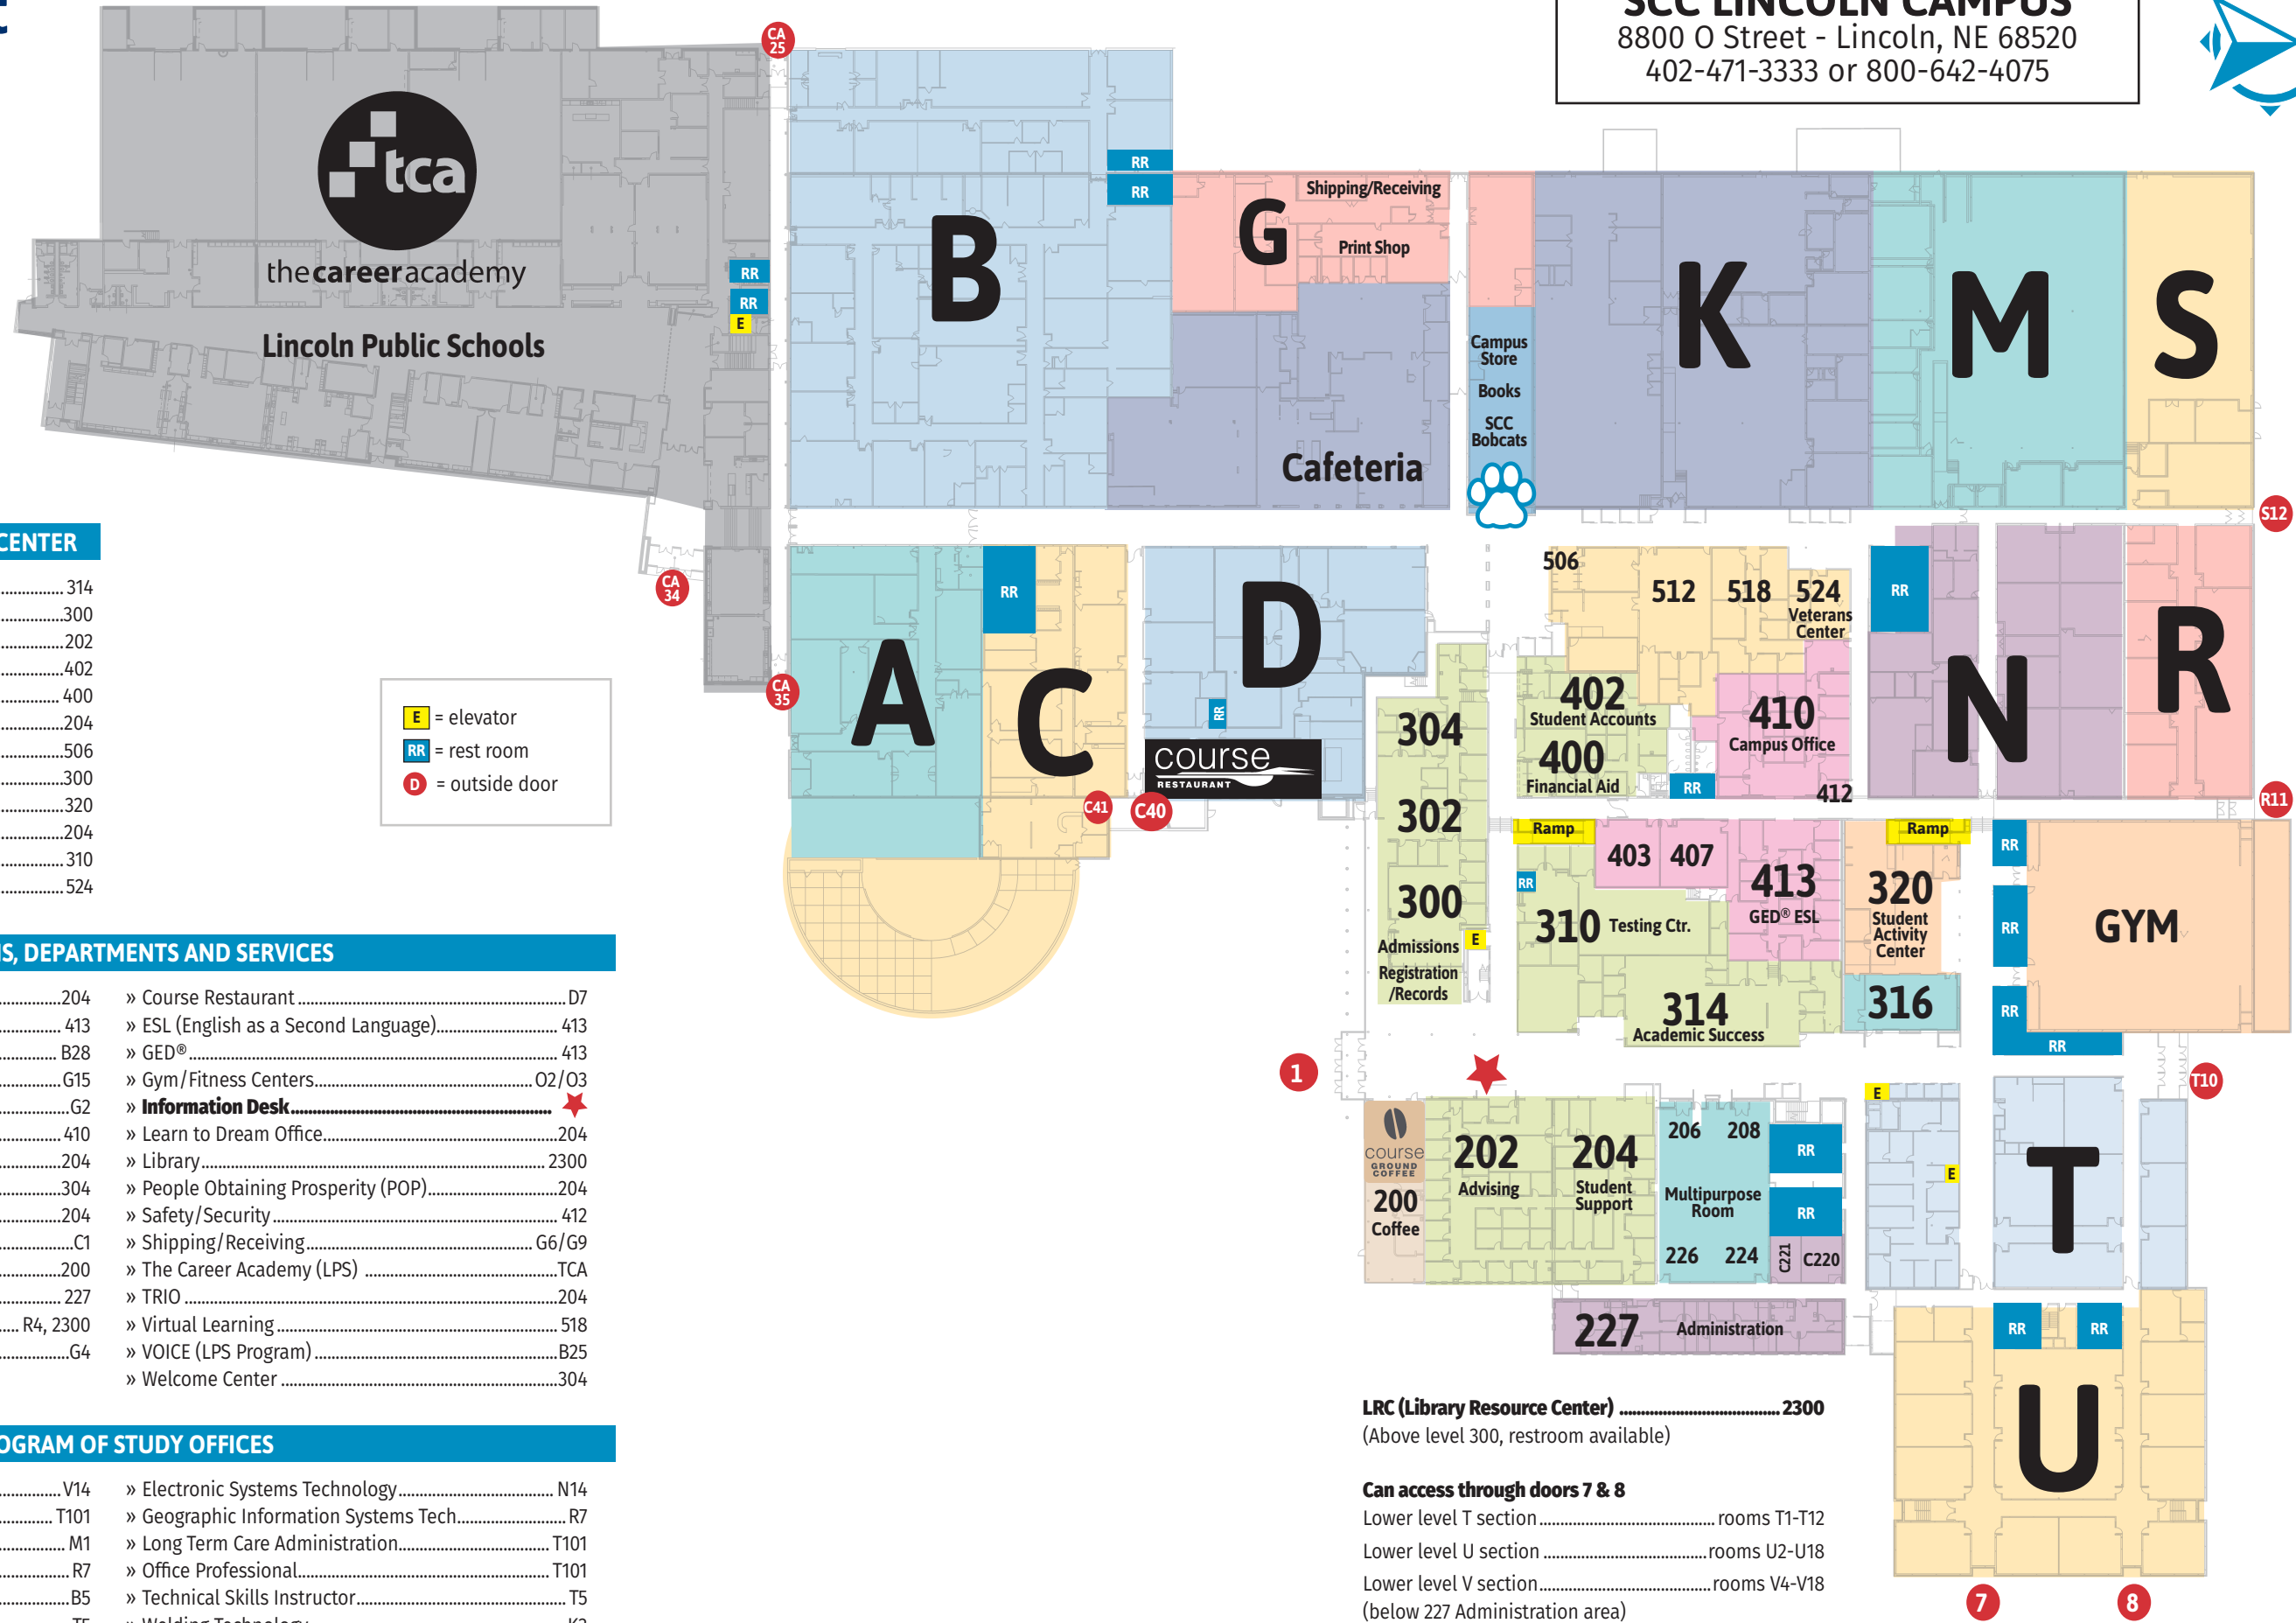 SCC LINCOLN CAMPUS
8800 O Street - Lincoln, NE 68520
402-471-3333 or 800-642-4075
CA
25
tca
thecareeracademy
Lincoln Public Schools
RR
RR
E
B
RR
RR
G
Shipping/Receiving
Print Shop
Cafeteria
Campus
Store
Books
SCC
Bobcats
K
M
S
S12
CA
34
CA
35
A
RR
C
C41
C40
D
RR
course
RESTAURANT
506
512
518
524
Veterans
Center
402
Student Accounts
400
Financial Aid
410
Campus Office
412
RR
RR
N
R
R11
304
302
300
Admissions
E
Registration
/Records
Ramp
403
407
413
GED® ESL
RR
310 Testing Ctr.
314
Academic Success
Ramp
320
Student
Activity
Center
316
RR
RR
RR
RR
GYM
T10
1
course
GROUND
COFFEE
200
Coffee
202
Advising
204
Student
Support
206 208
Multipurpose
Room
226 224
RR
RR
C221
C220
227 Administration
E
E
T
RR
RR
U
7
8
E = elevator
RR = rest room
D = outside door
CENTER
314
300
202
402
400
204
506
300
320
204
310
524
S, DEPARTMENTS AND SERVICES
204
413
B28
G15
G2
410
204
304
204
C1
200
227
R4, 2300
G4
» Course Restaurant D7
» ESL (English as a Second Language) 413
» GED® 413
» Gym/Fitness Centers O2/O3
» Information Desk
» Learn to Dream Office 204
» Library 2300
» People Obtaining Prosperity (POP) 204
» Safety/Security 412
» Shipping/Receiving G6/G9
» The Career Academy (LPS) TCA
» TRIO 204
» Virtual Learning 518
» VOICE (LPS Program) B25
» Welcome Center 304
OGRAM OF STUDY OFFICES
V14
T101
M1
R7
B5
T5
» Electronic Systems Technology N14
» Geographic Information Systems Tech R7
» Long Term Care Administration T101
» Office Professional T101
» Technical Skills Instructor T5
» Welding Technology K2
LRC (Library Resource Center) 2300
(Above level 300, restroom available)
Can access through doors 7 & 8
Lower level T section rooms T1-T12
Lower level U section rooms U2-U18
Lower level V section rooms V4-V18
(below 227 Administration area)